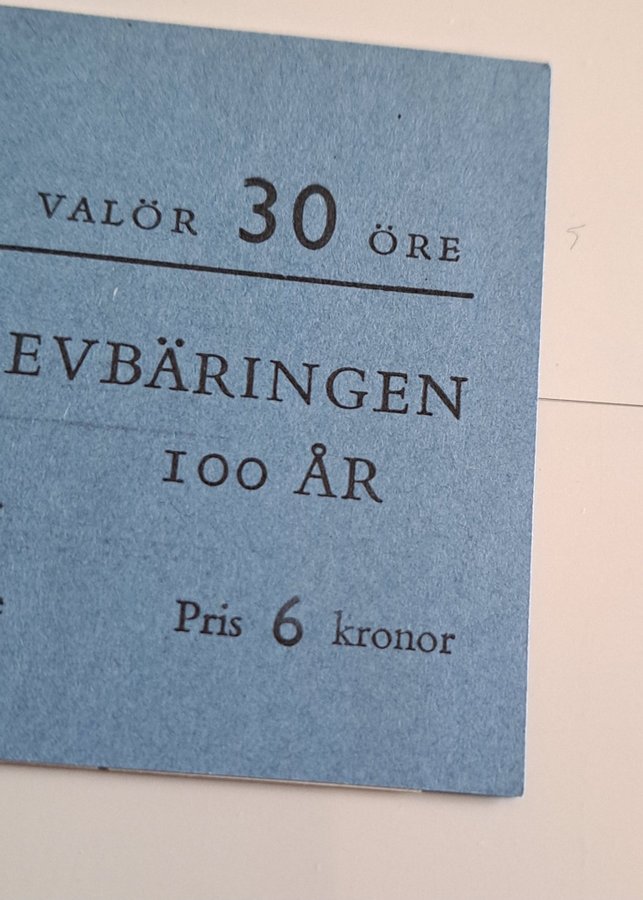 VALÖR 30 ÖRE
EVBÄRINGEN
100 ÅR
Pris 6 kronor